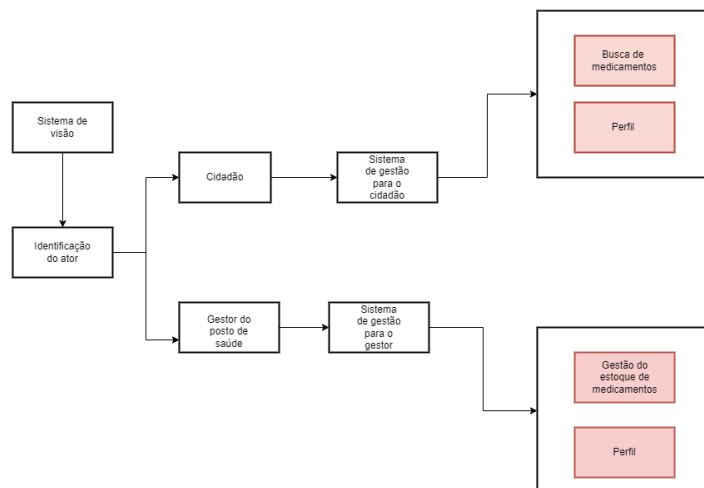 Sistema de
visão
Identificação
do ator
Cidadão
Sistema
de gestão
para o
cidadão
Busca de
medicamentos
Perfil
Gestor do
posto de
saúde
Sistema
de gestão
para o
gestor
Gestão do
estoque de
medicamentos
Perfil